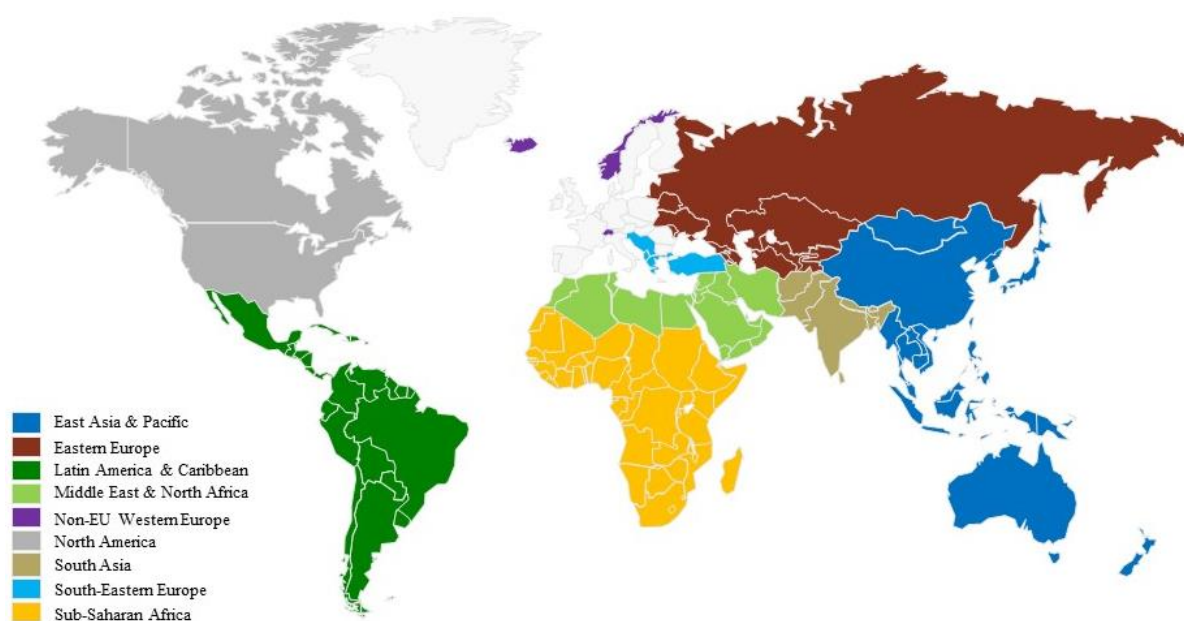 East Asia & Pacific
Eastern Europe
Latin America & Caribbean
Middle East & North Africa
Non-EU Western Europe
North America
South Asia
South-Eastern Europe
Sub-Saharan Africa